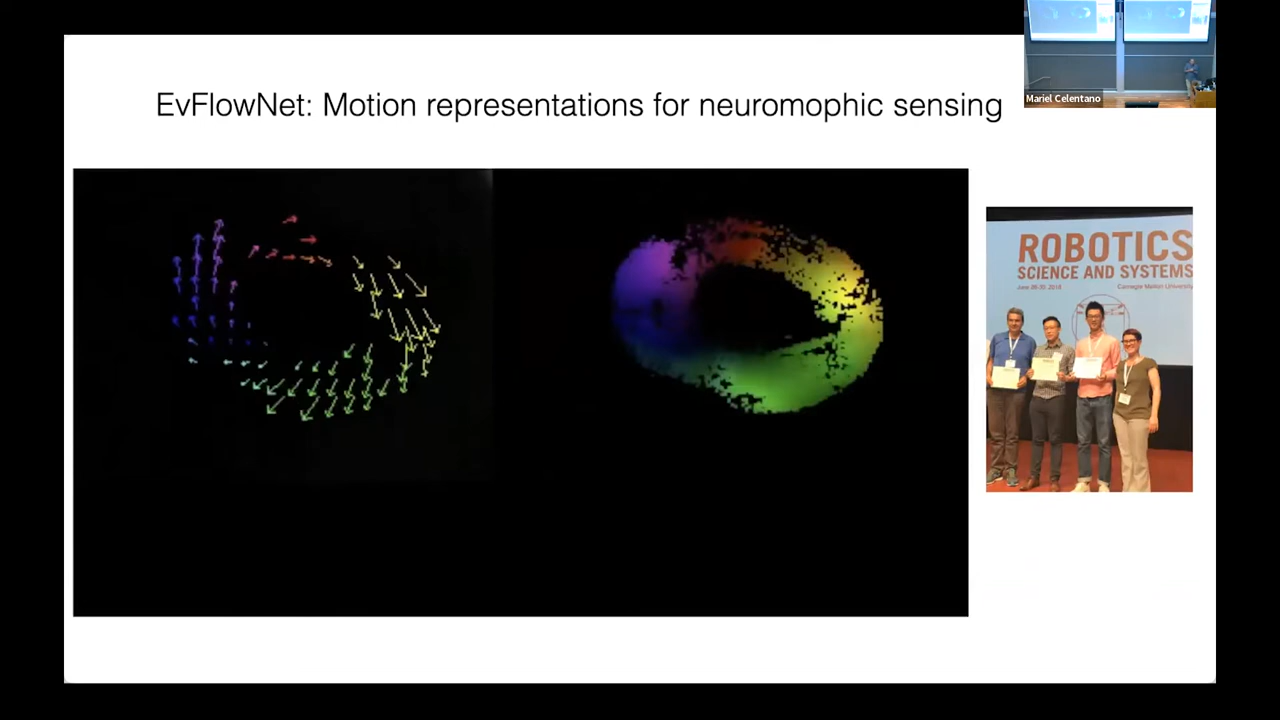 EvFlowNet: Motion representations for neuromophic sensing
Mariel Celentano
ROBOTICS
SCIENCE AND SYSTEMS
June 26-30, 2018
Carnegie Mellon University